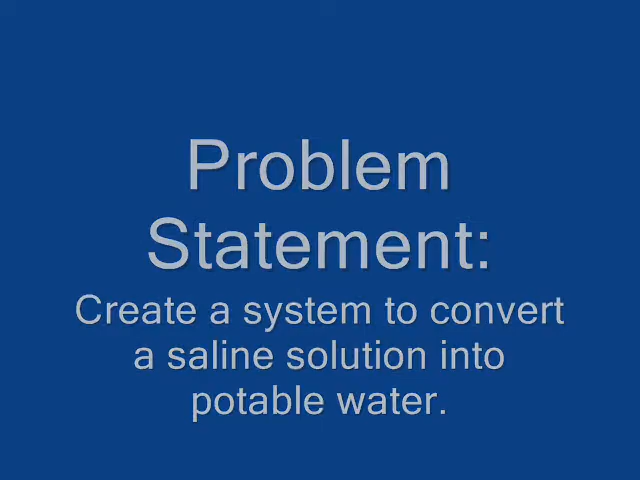 Problem
Statement:
Create a system to convert
a saline solution into
potable water.